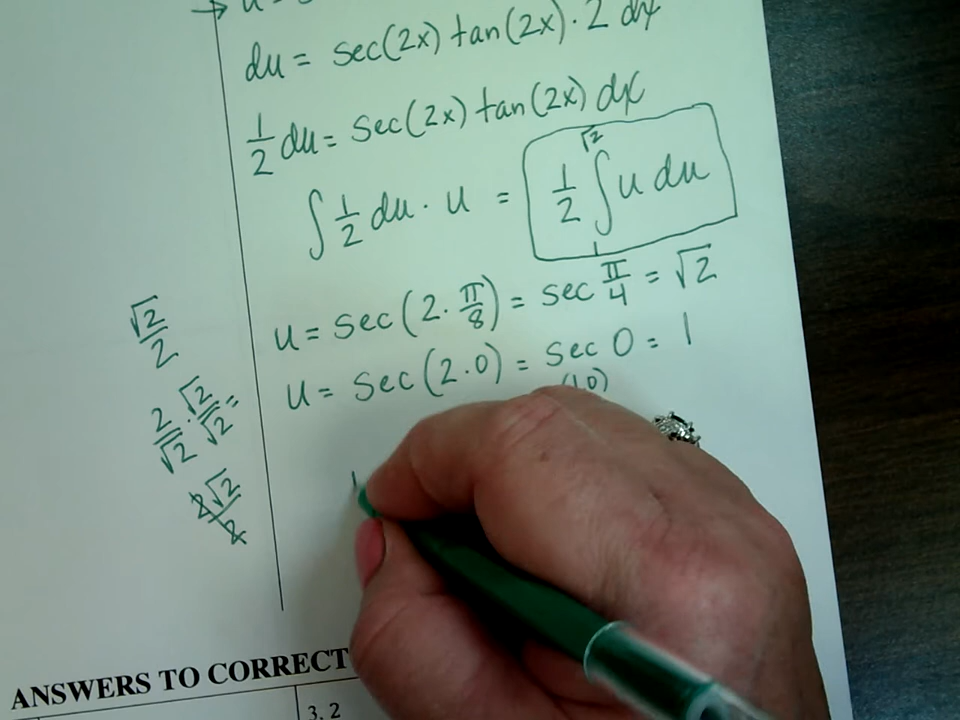 du = sec(2x) tan(2x) · 2 dx
1/2 du = sec(2x) tan(2x) dx
∫ 1/2 du · u = 1/2 ∫₁^√2 u du
u = sec(2 · π/8) = sec π/4 = √2
u = sec(2·0) = sec 0 = 1
(1,0)
√2/2
2/√2 · √2/√2 =
2√2/2
ANSWERS TO CORRECT
3. 2